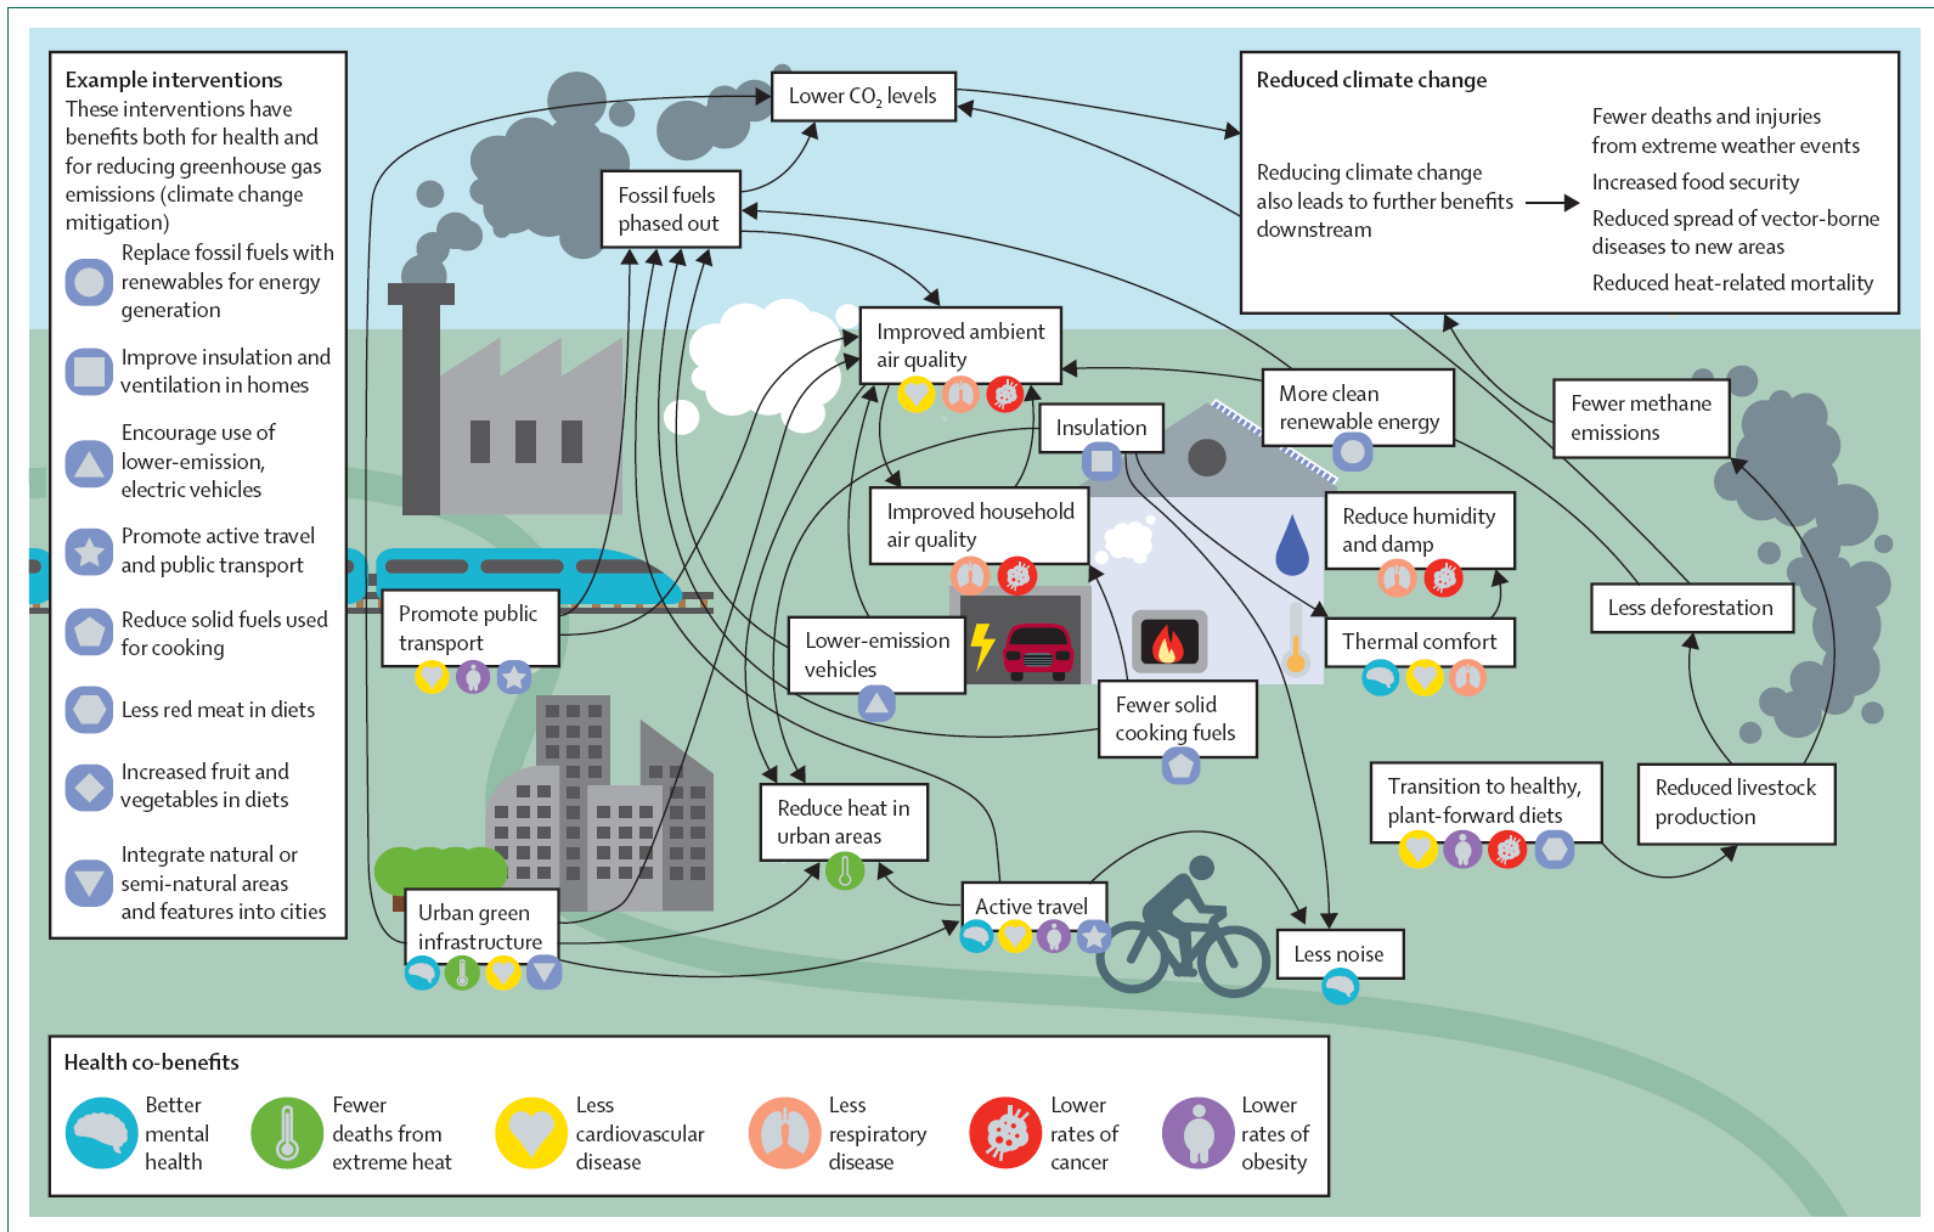 Example interventions
These interventions have
benefits both for health and
for reducing greenhouse gas
emissions (climate change
mitigation)
Replace fossil fuels with
renewables for energy
generation
Improve insulation and
ventilation in homes
Encourage use of
lower-emission,
electric vehicles
Promote active travel
and public transport
Reduce solid fuels used
for cooking
Less red meat in diets
Increased fruit and
vegetables in diets
Integrate natural or
semi-natural areas
and features into cities
Lower CO₂ levels
Fossil fuels
phased out
Reduced climate change
Reducing climate change
also leads to further benefits
downstream
Fewer deaths and injuries
from extreme weather events
Increased food security
Reduced spread of vector-borne
diseases to new areas
Reduced heat-related mortality
Improved ambient
air quality
Insulation
More clean
renewable energy
Fewer methane
emissions
Improved household
air quality
Reduce humidity
and damp
Promote public
transport
Lower-emission
vehicles
Thermal comfort
Less deforestation
Fewer solid
cooking fuels
Reduce heat in
urban areas
Transition to healthy,
plant-forward diets
Reduced livestock
production
Urban green
infrastructure
Active travel
Less noise
Health co-benefits
Better
mental
health
Fewer
deaths from
extreme heat
Less
cardiovascular
disease
Less
respiratory
disease
Lower
rates of
cancer
Lower
rates of
obesity